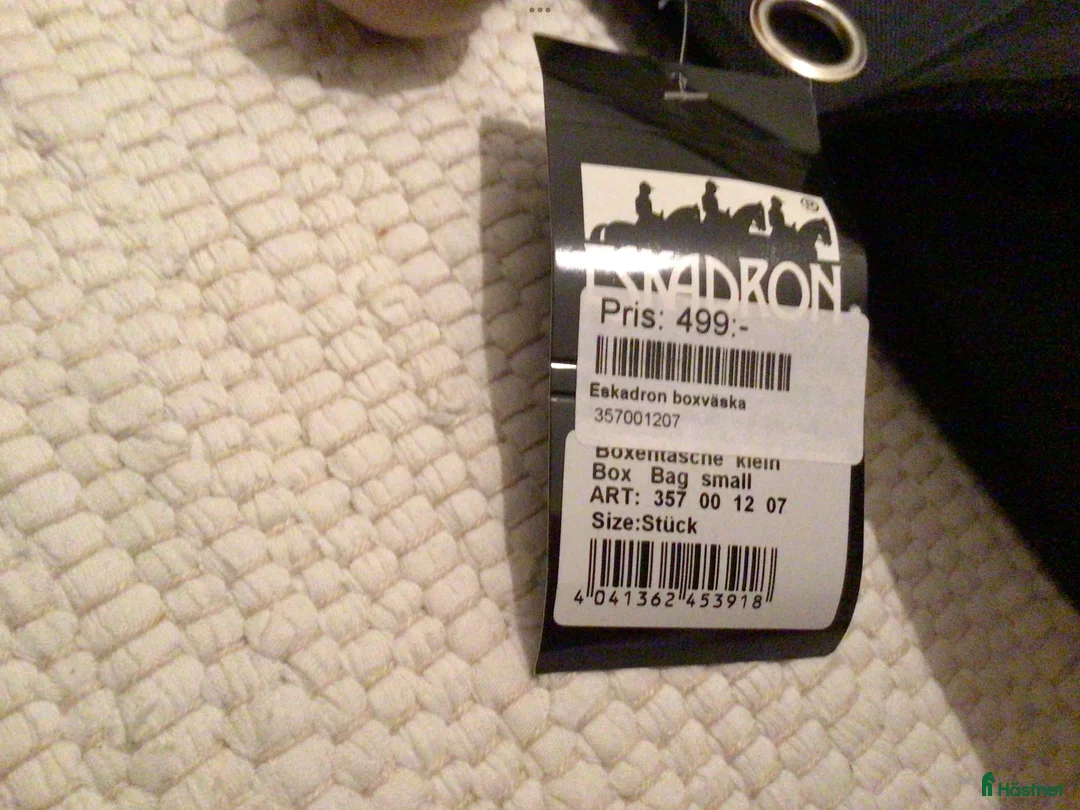 ESKADRON
Pris: 499:-
Eskadron boxväska
357001207
Boxentasche klein
Box Bag small
ART: 357 00 12 07
Size:Stück
4 041362 453918
Hästnet